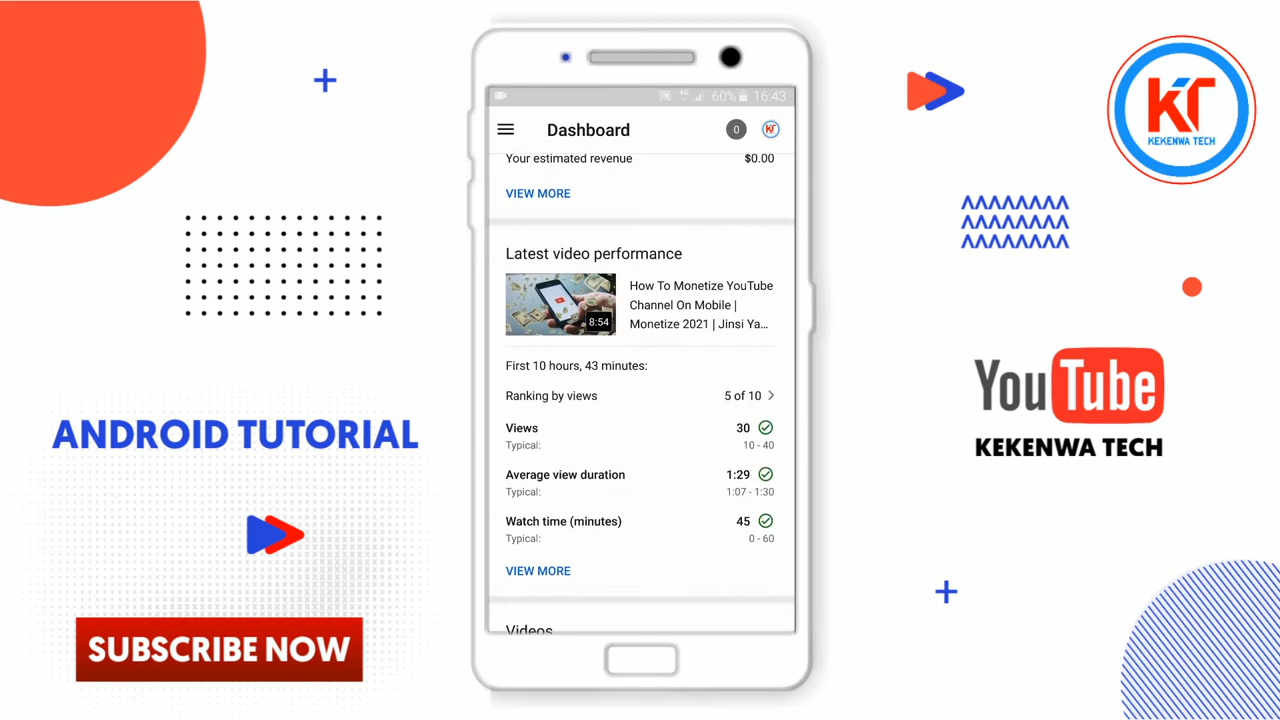 4G 60% 16:43
Dashboard 0 KT
Your estimated revenue $0.00
VIEW MORE
Latest video performance
8:54
How To Monetize YouTube
Channel On Mobile |
Monetize 2021 | Jinsi Ya...
First 10 hours, 43 minutes:
Ranking by views 5 of 10
Views 30
Typical: 10 - 40
Average view duration 1:29
Typical: 1:07 - 1:30
Watch time (minutes) 45
Typical: 0 - 60
VIEW MORE
Videos
ANDROID TUTORIAL
SUBSCRIBE NOW
KT
KEKENWA TECH
YouTube
KEKENWA TECH